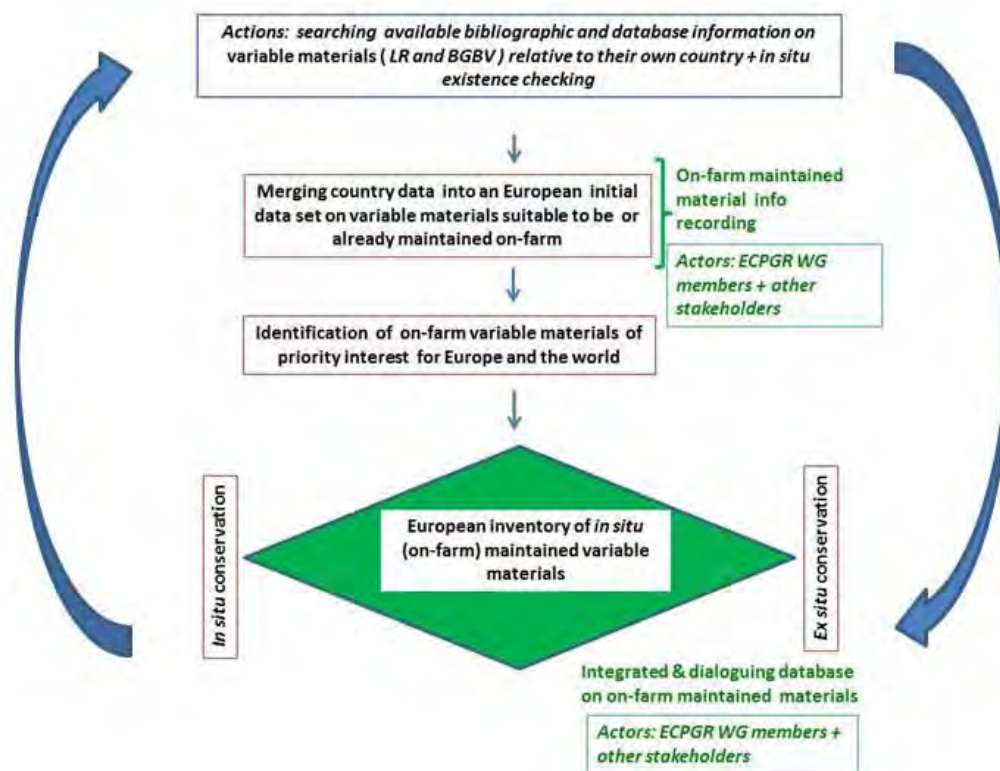 Actions: searching available bibliographic and database information on
variable materials ( LR and BGBV ) relative to their own country + in situ
existence checking
Merging country data into an European initial
data set on variable materials suitable to be or
already maintained on-farm
On-farm maintained
material info
recording
Actors: ECPGR WG
members + other
stakeholders
Identification of on-farm variable materials of
priority interest for Europe and the world
In situ conservation
European inventory of in situ
(on-farm) maintained variable
materials
Ex situ conservation
Integrated & dialoguing database
on on-farm maintained materials
Actors: ECPGR WG members +
other stakeholders